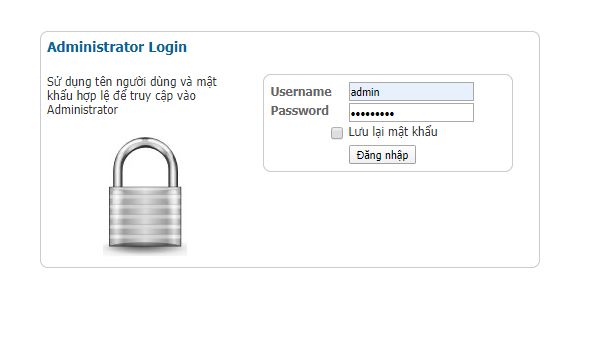 Administrator Login
Sử dụng tên người dùng và mật
khẩu hợp lệ để truy cập vào
Administrator
Username admin
Password •••••••••
Lưu lại mật khẩu
Đăng nhập